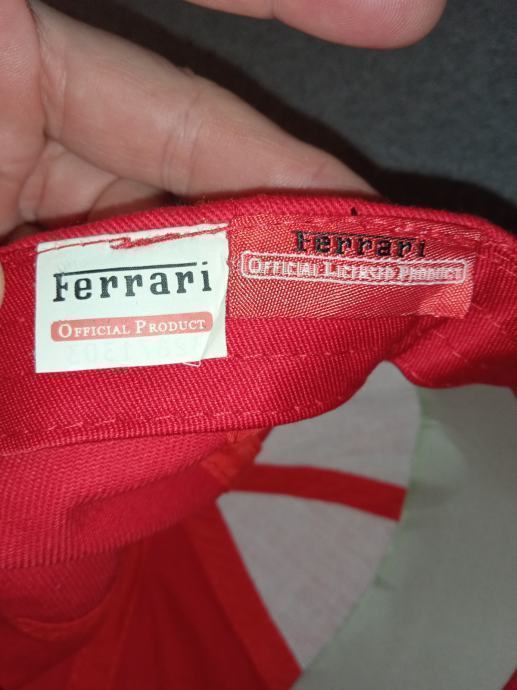 Ferrari
OFFICIAL PRODUCT
Ferrari
OFFICIAL LICENSED PRODUCT